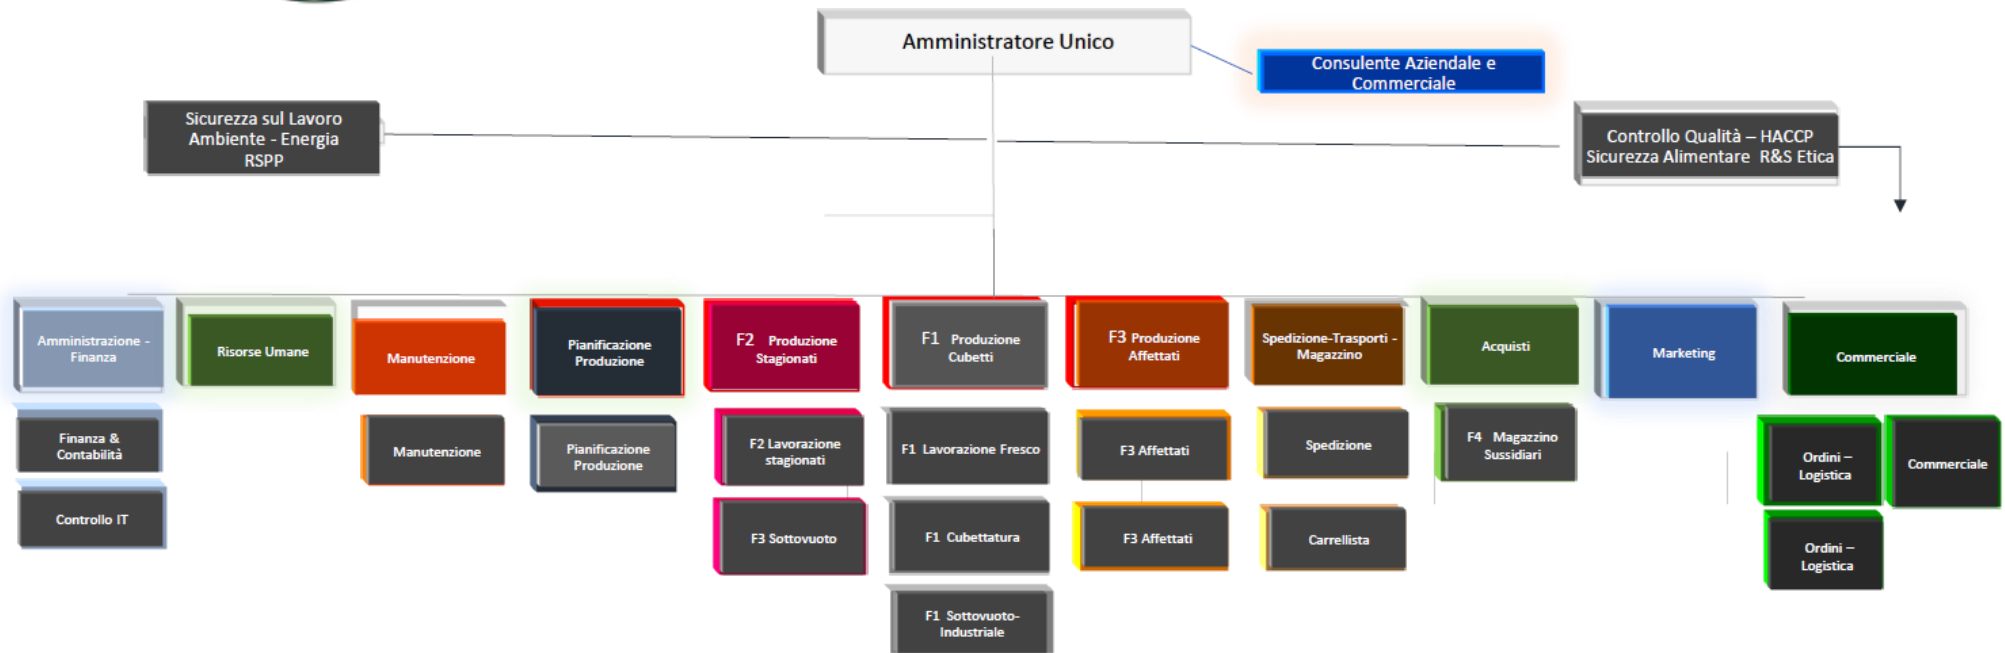 Amministratore Unico
Consulente Aziendale e
Commerciale
Sicurezza sul Lavoro
Ambiente - Energia
RSPP
Controllo Qualità – HACCP
Sicurezza Alimentare R&S Etica
Amministrazione -
Finanza
Risorse Umane
Manutenzione
Pianificazione
Produzione
F2 Produzione
Stagionati
F1 Produzione
Cubetti
F3 Produzione
Affettati
Spedizione-Trasporti -
Magazzino
Acquisti
Marketing
Commerciale
Finanza &
Contabilità
Manutenzione
Pianificazione
Produzione
F2 Lavorazione
stagionati
F1 Lavorazione Fresco
F3 Affettati
Spedizione
F4 Magazzino
Sussidiari
Ordini –
Logistica
Commerciale
Controllo IT
F3 Sottovuoto
F1 Cubettatura
F3 Affettati
Carrellista
Ordini –
Logistica
F1 Sottovuoto-
Industriale